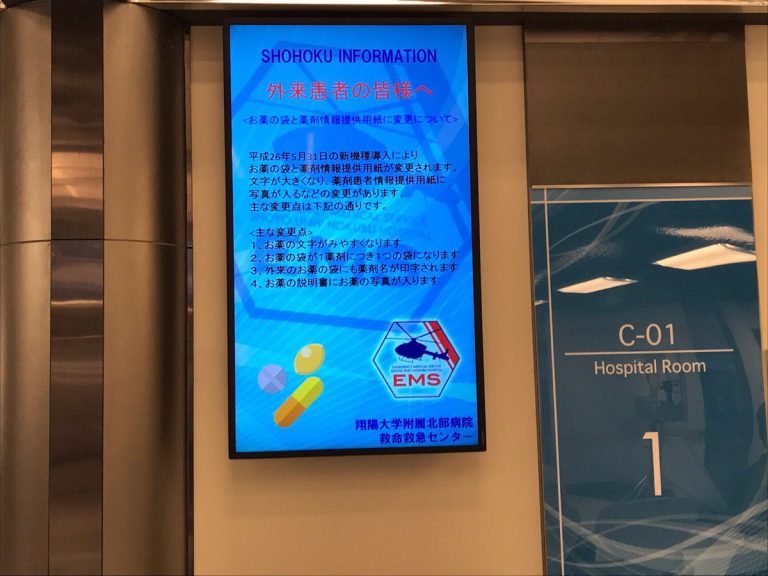 SHOHOKU INFORMATION
外来患者の皆様へ
<お薬の袋と薬剤情報提供用紙に変更について>
平成26年5月31日の新機種導入により
お薬の袋と薬剤情報提供用紙が変更されます。
文字が大きくなり、薬剤患者情報提供用紙に
写真が入るなどの変更があります。
主な変更点は下記の通りです。
<主な変更点>
1、お薬の文字がみやすくなります
2、お薬の袋が1薬剤につき1つの袋になります
3、外来のお薬の袋にも薬剤名が印字されます
4、お薬の説明書にお薬の写真が入ります
EMERGENCY MEDICAL SERVICE
EMS
翔陽大学附属北部病院
救命救急センター
C-01
Hospital Room
1